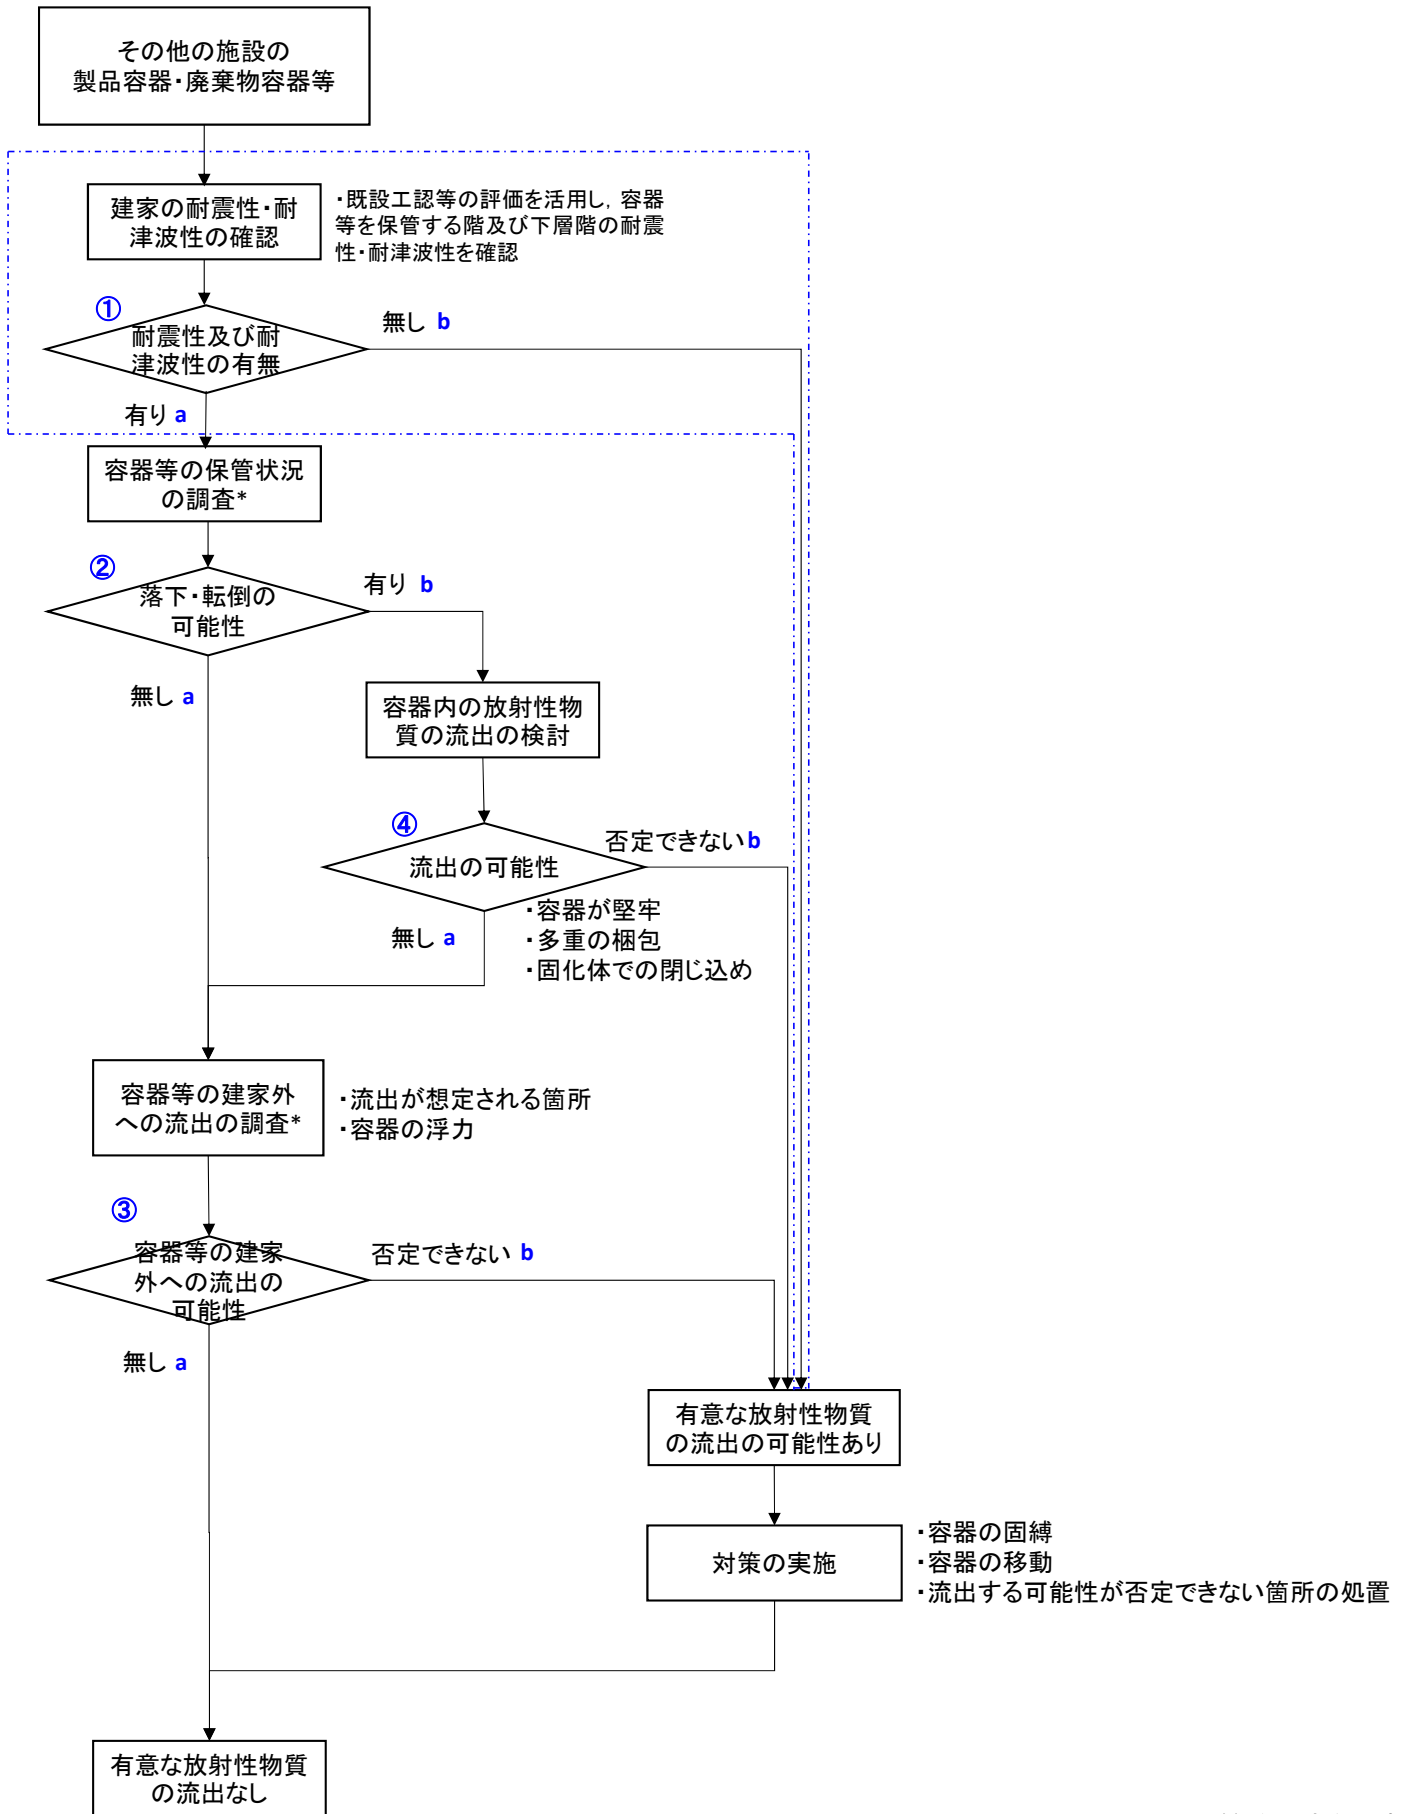 その他の施設の
製品容器・廃棄物容器等
建家の耐震性・耐
津波性の確認
・既設工認等の評価を活用し，容器
等を保管する階及び下層階の耐震
性・耐津波性を確認
①
耐震性及び耐
津波性の有無
無し b
有り a
容器等の保管状況
の調査*
②
落下・転倒の
可能性
有り b
無し a
容器内の放射性物
質の流出の検討
④
流出の可能性
否定できない b
無し a
・容器が堅牢
・多重の梱包
・固化体での閉じ込め
容器等の建家外
への流出の調査*
・流出が想定される箇所
・容器の浮力
③
容器等の建家
外への流出の
可能性
否定できない b
無し a
有意な放射性物質
の流出の可能性あり
対策の実施
・容器の固縛
・容器の移動
・流出する可能性が否定できない箇所の処置
有意な放射性物質
の流出なし